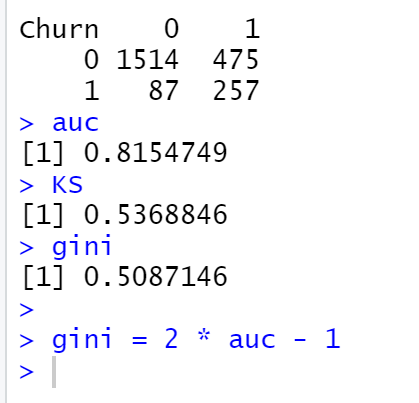 Churn 0 1
0 1514 475
1 87 257
> auc
[1] 0.8154749
> KS
[1] 0.5368846
> gini
[1] 0.5087146
>
> gini = 2 * auc - 1
>